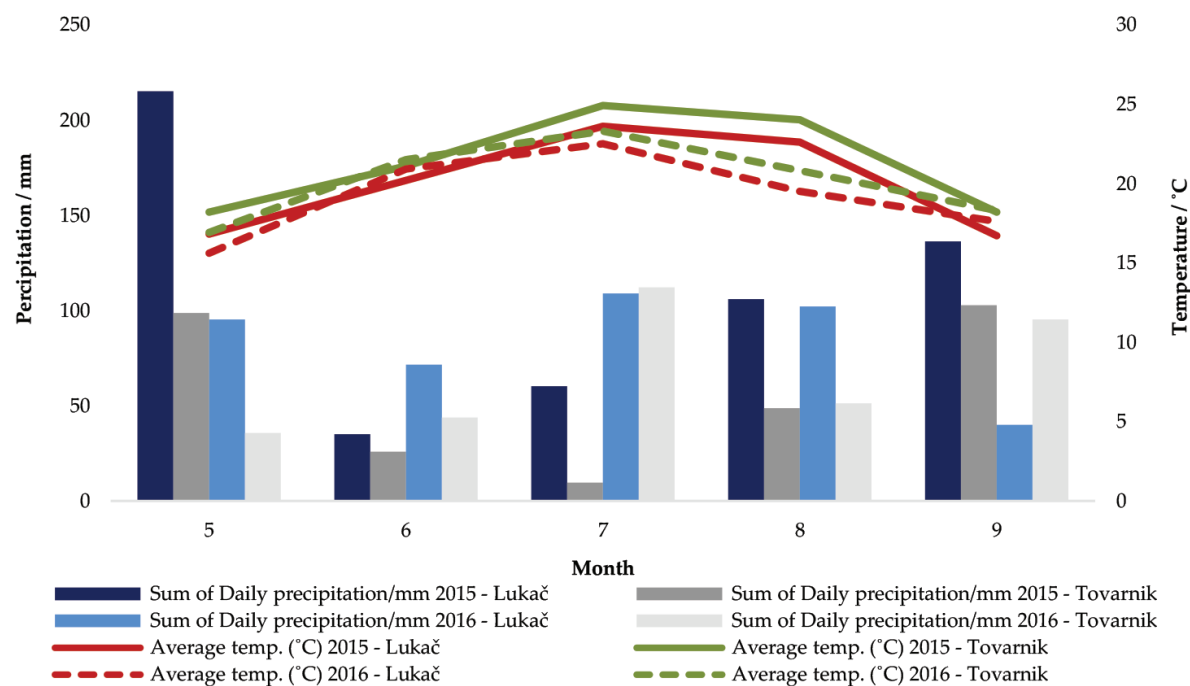 250
200
150
100
50
0
Percipitation / mm
30
25
20
15
10
5
0
Temperature / ˚C
5 6 7 8 9
Month
Sum of Daily precipitation/mm 2015 - Lukač
Sum of Daily precipitation/mm 2015 - Tovarnik
Sum of Daily precipitation/mm 2016 - Lukač
Sum of Daily precipitation/mm 2016 - Tovarnik
Average temp. (˚C) 2015 - Lukač
Average temp. (˚C) 2015 - Tovarnik
Average temp. (˚C) 2016 - Lukač
Average temp. (˚C) 2016 - Tovarnik